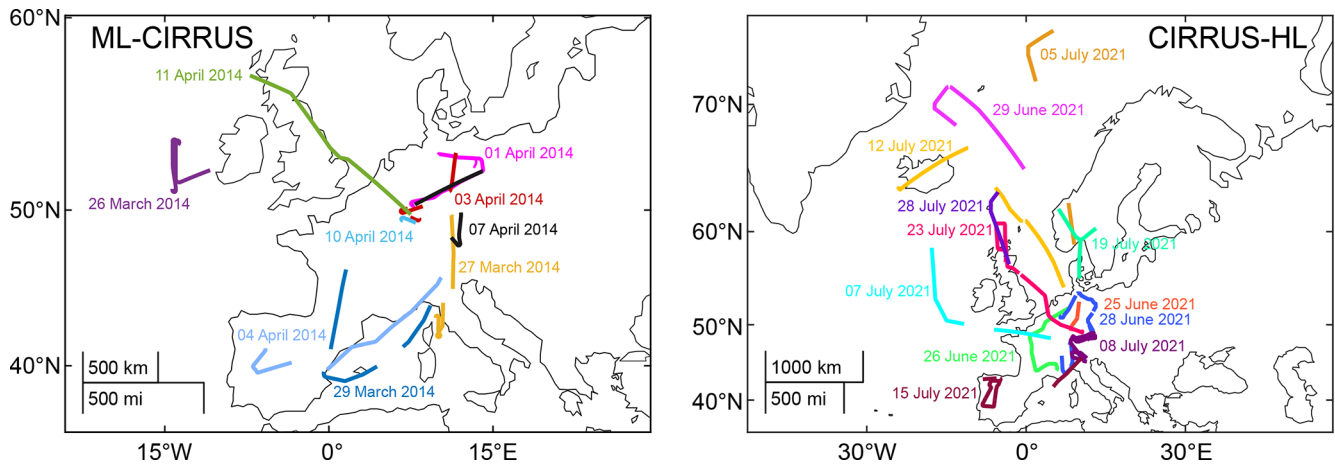 60°N
ML-CIRRUS
11 April 2014
01 April 2014
26 March 2014
03 April 2014
50°N
10 April 2014
07 April 2014
27 March 2014
04 April 2014
500 km
40°N
500 mi
29 March 2014
15°W
0°
15°E
CIRRUS-HL
05 July 2021
70°N
29 June 2021
12 July 2021
28 July 2021
60°N
23 July 2021
19 July 2021
07 July 2021
25 June 2021
50°N
28 June 2021
08 July 2021
26 June 2021
1000 km
15 July 2021
40°N
500 mi
30°W
0°
30°E